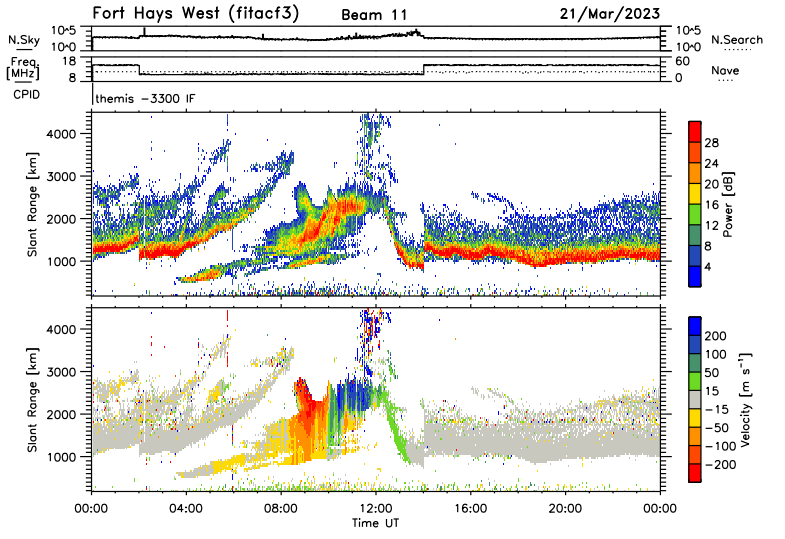 Fort Hays West (fitacf3) Beam 11 21/Mar/2023
N.Sky 10^5 10^0 10^5 10^0 N.Search
Freq. [MHz] 18 8 60 0 Nave
CPID themis -3300 IF
Slant Range [km] 4000 3000 2000 1000
Power [dB] 28 24 20 16 12 8 4
Slant Range [km] 4000 3000 2000 1000
Velocity [m s⁻¹] 200 100 50 15 -15 -50 -100 -200
00:00 04:00 08:00 12:00 16:00 20:00 00:00
Time UT